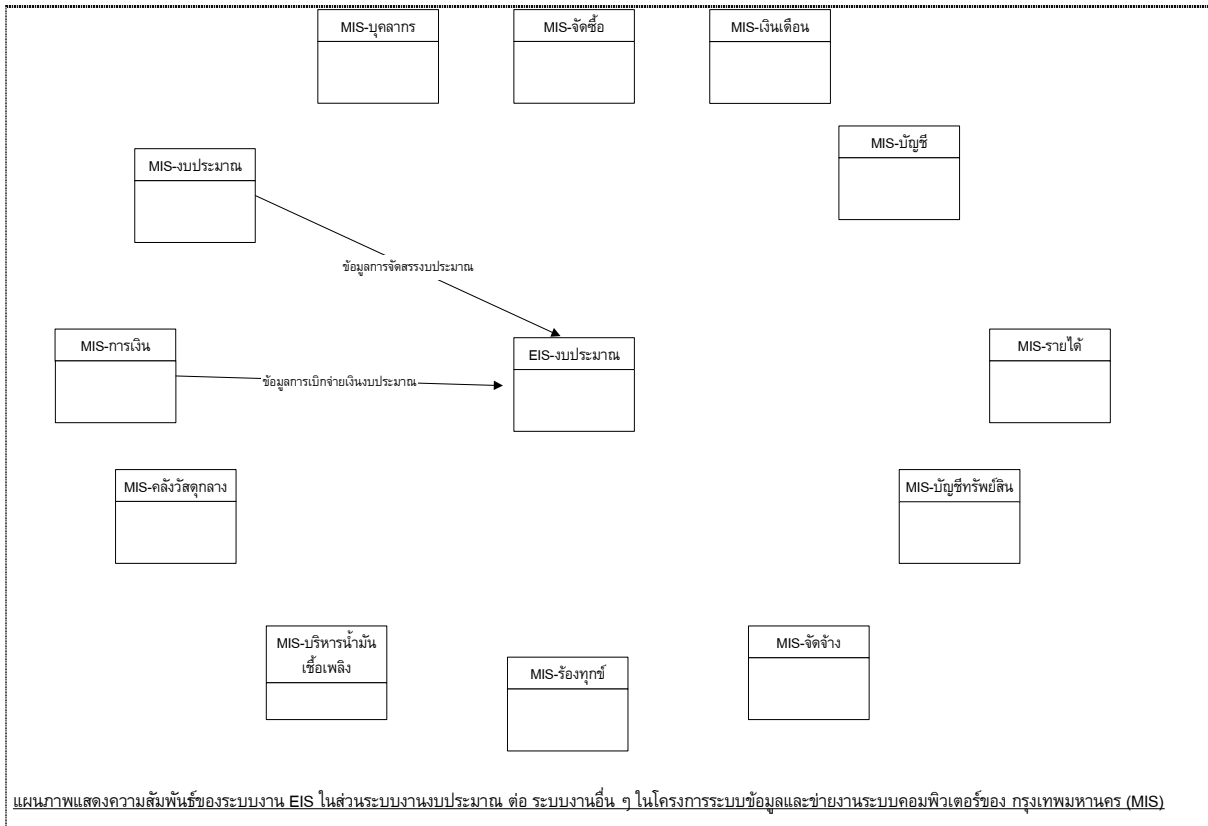 MIS-บุคลากร
MIS-จัดซื้อ
MIS-เงินเดือน
MIS-บัญชี
MIS-งบประมาณ
ข้อมูลการจัดสรรงบประมาณ
MIS-การเงิน
EIS-งบประมาณ
MIS-รายได้
ข้อมูลการเบิกจ่ายเงินงบประมาณ
MIS-คลังวัสดุกลาง
MIS-บัญชีทรัพย์สิน
MIS-บริหารน้ำมัน
เชื้อเพลิง
MIS-ร้องทุกข์
MIS-จัดจ้าง
แผนภาพแสดงความสัมพันธ์ของระบบงาน EIS ในส่วนระบบงานงบประมาณ ต่อ ระบบงานอื่น ๆ ในโครงการระบบข้อมูลและข่ายงานระบบคอมพิวเตอร์ของ กรุงเทพมหานคร (MIS)